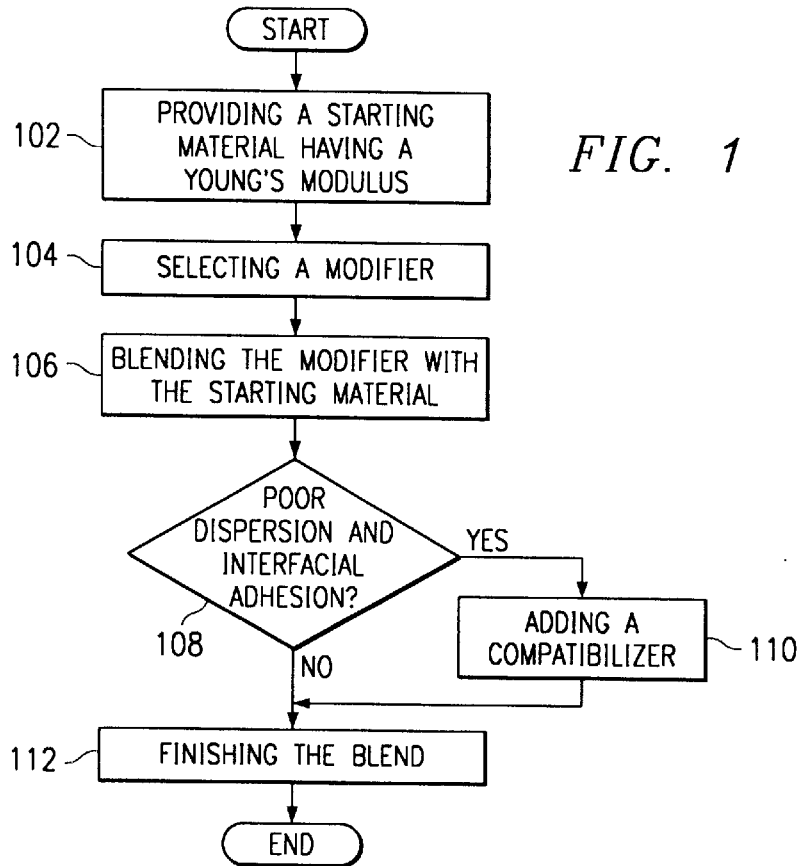 START
102
PROVIDING A STARTING
MATERIAL HAVING A
YOUNG'S MODULUS
FIG. 1
104
SELECTING A MODIFIER
106
BLENDING THE MODIFIER WITH
THE STARTING MATERIAL
POOR
DISPERSION AND
INTERFACIAL
ADHESION?
YES
108
NO
ADDING A
COMPATIBILIZER
110
112
FINISHING THE BLEND
END